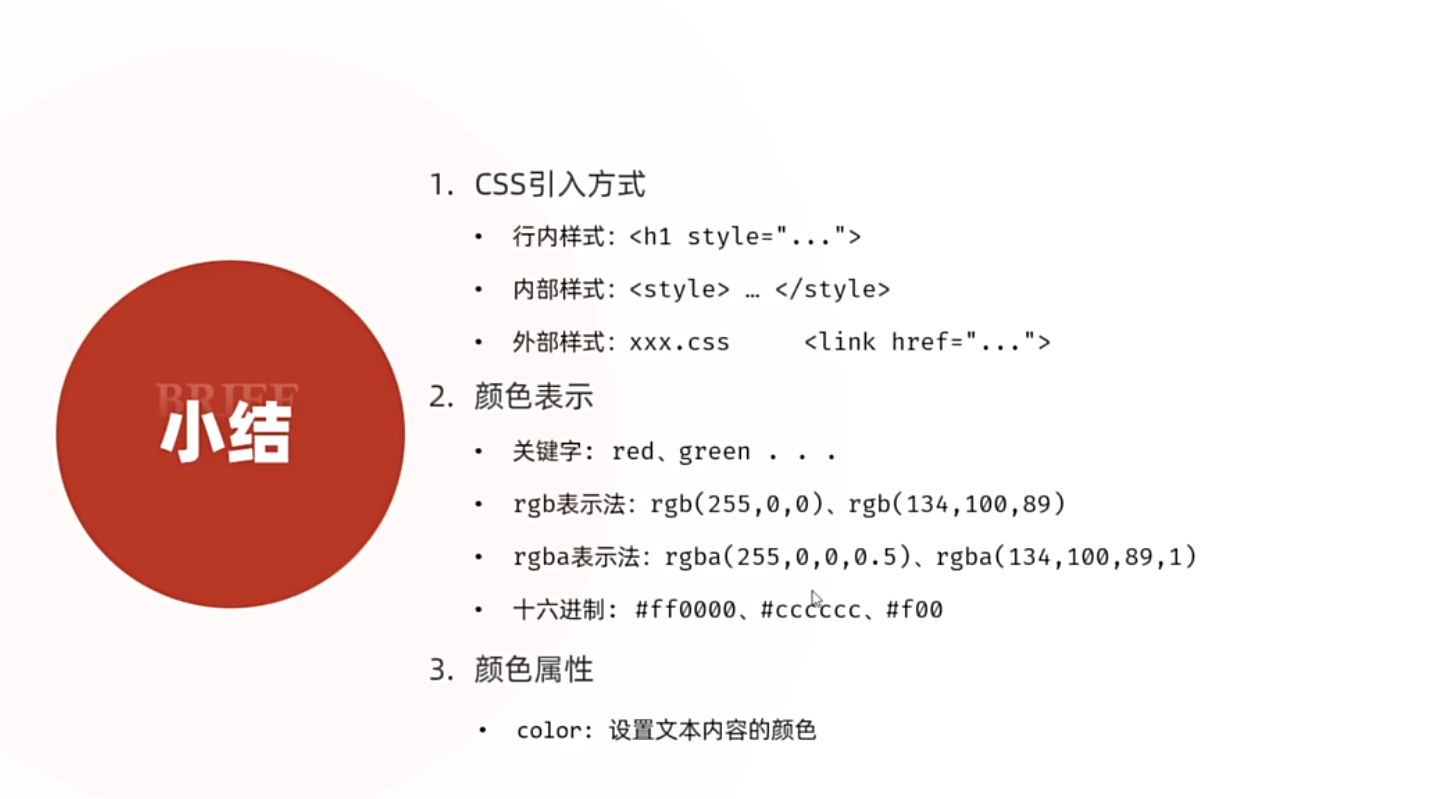 BRIEF
小结
1. CSS引入方式
• 行内样式：<h1 style="...">
• 内部样式：<style> … </style>
• 外部样式：xxx.css <link href="...">
2. 颜色表示
• 关键字: red、green . . .
• rgb表示法：rgb(255,0,0)、rgb(134,100,89)
• rgba表示法：rgba(255,0,0,0.5)、rgba(134,100,89,1)
• 十六进制: #ff0000、#cccccc、#f00
3. 颜色属性
• color: 设置文本内容的颜色